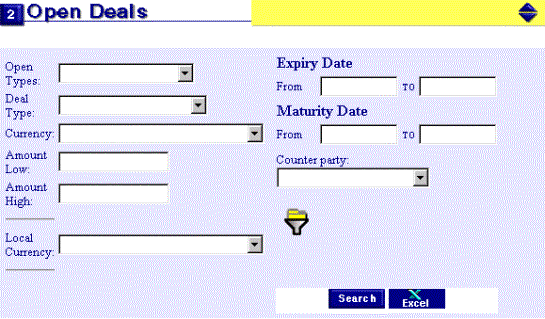 2 Open Deals
Open Types:
Deal Type:
Currency:
Amount Low:
Amount High:
Local Currency:
Expiry Date
From TO
Maturity Date
From TO
Counter party:
Search Excel